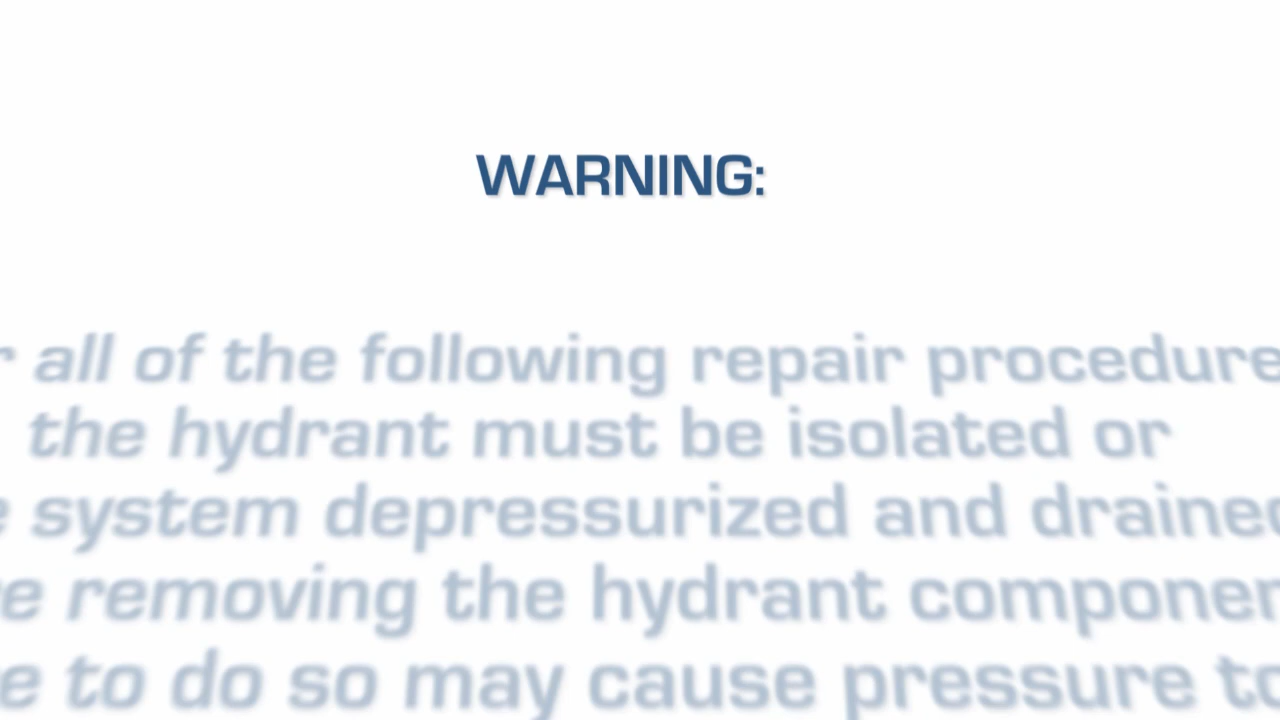 WARNING:
r all of the following repair procedure
the hydrant must be isolated or
e system depressurized and drained
re removing the hydrant componen
e to do so may cause pressure to